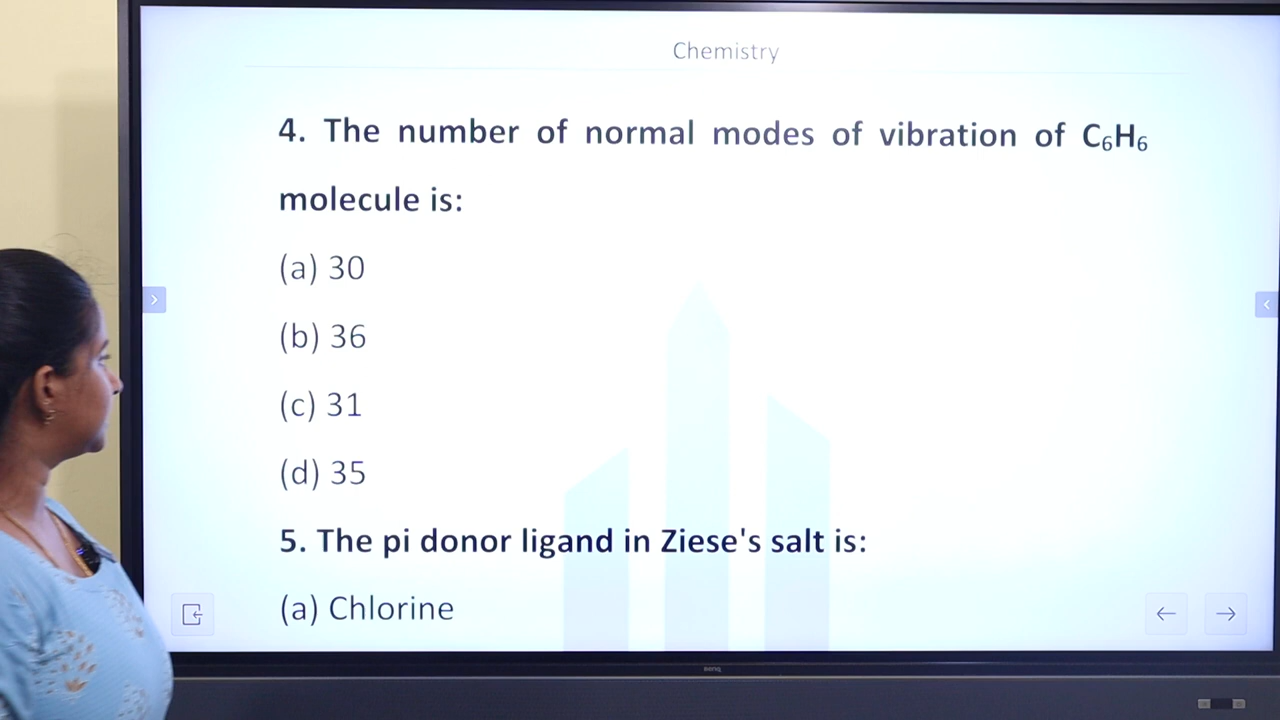 Chemistry
4. The number of normal modes of vibration of C₆H₆
molecule is:
(a) 30
(b) 36
(c) 31
(d) 35
5. The pi donor ligand in Ziese's salt is:
(a) Chlorine
BenQ